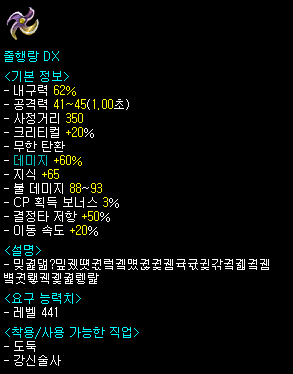 줄행랑 DX
<기본 정보>
- 내구력 62%
- 공격력 41~45(1,00초)
- 사정거리 350
- 크리티컬 +20%
- 무한 탄환
- 데미지 +60%
- 지식 +65
- 불 데미지 88~93
- CP 획득 보너스 3%
- 결정타 저항 +50%
- 이동 속도 +20%
<설명>
<요구 능력치>
- 레벨 441
<착용/사용 가능한 직업>
- 도둑
- 강신술사